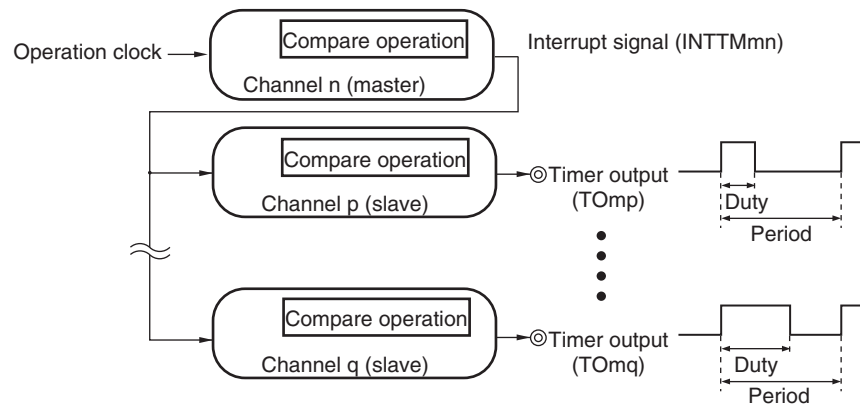 Compare operation
Operation clock
Interrupt signal (INTTMmn)
Channel n (master)
Compare operation
Timer output
(TOmp)
Channel p (slave)
Duty
Period
Compare operation
Timer output
(TOmq)
Channel q (slave)
Duty
Period